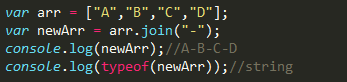 var arr = ["A","B","C","D"];
var newArr = arr.join("-");
console.log(newArr);//A-B-C-D
console.log(typeof(newArr));//string